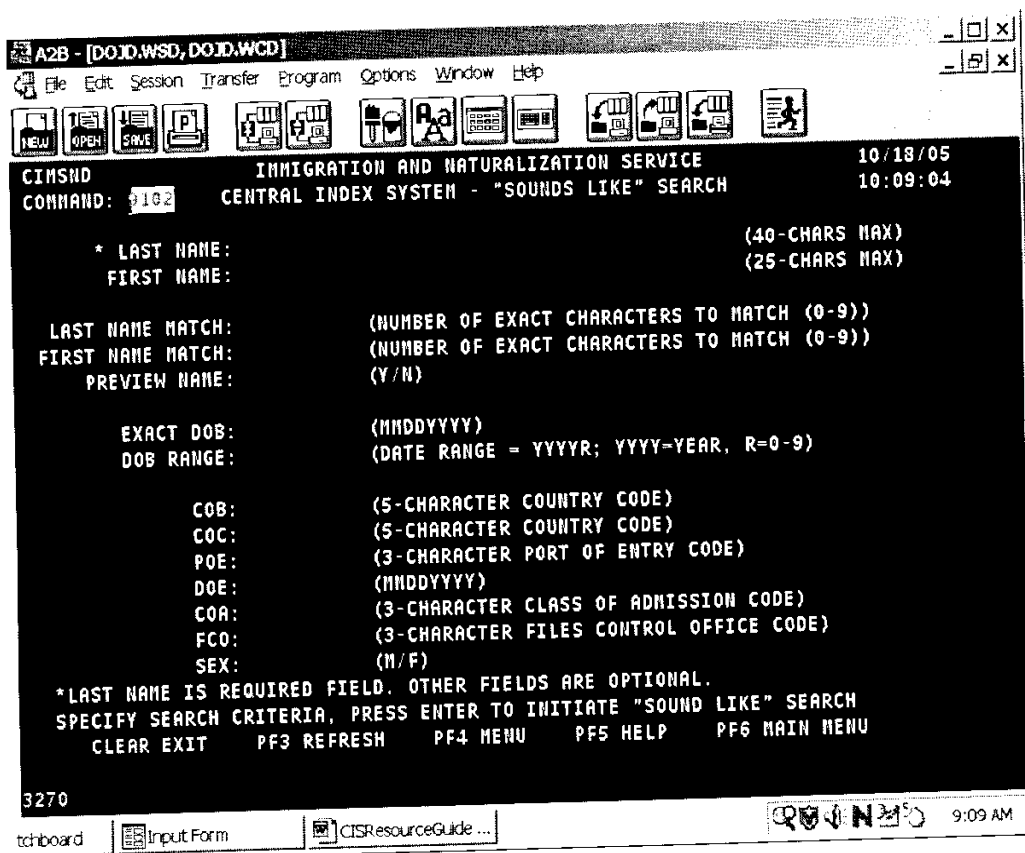 A2B - [DOJD.WSD, DOJD.WCD]
File Edit Session Transfer Program Options Window Help
NEW OPEN SAVE P Aa
CIMSND IMMIGRATION AND NATURALIZATION SERVICE 10/18/05
COMMAND: 9102 CENTRAL INDEX SYSTEM - "SOUNDS LIKE" SEARCH 10:09:04
* LAST NAME: (40-CHARS MAX)
FIRST NAME: (25-CHARS MAX)
LAST NAME MATCH: (NUMBER OF EXACT CHARACTERS TO MATCH (0-9))
FIRST NAME MATCH: (NUMBER OF EXACT CHARACTERS TO MATCH (0-9))
PREVIEW NAME: (Y/N)
EXACT DOB: (MMDDYYYY)
DOB RANGE: (DATE RANGE = YYYYR; YYYY=YEAR, R=0-9)
COB: (5-CHARACTER COUNTRY CODE)
COC: (5-CHARACTER COUNTRY CODE)
POE: (3-CHARACTER PORT OF ENTRY CODE)
DOE: (MMDDYYYY)
COA: (3-CHARACTER CLASS OF ADMISSION CODE)
FCO: (3-CHARACTER FILES CONTROL OFFICE CODE)
SEX: (M/F)
*LAST NAME IS REQUIRED FIELD. OTHER FIELDS ARE OPTIONAL.
SPECIFY SEARCH CRITERIA, PRESS ENTER TO INITIATE "SOUND LIKE" SEARCH
CLEAR EXIT PF3 REFRESH PF4 MENU PF5 HELP PF6 MAIN MENU
3270
tchboard Input Form CISResourceGuide ... N 9:09 AM